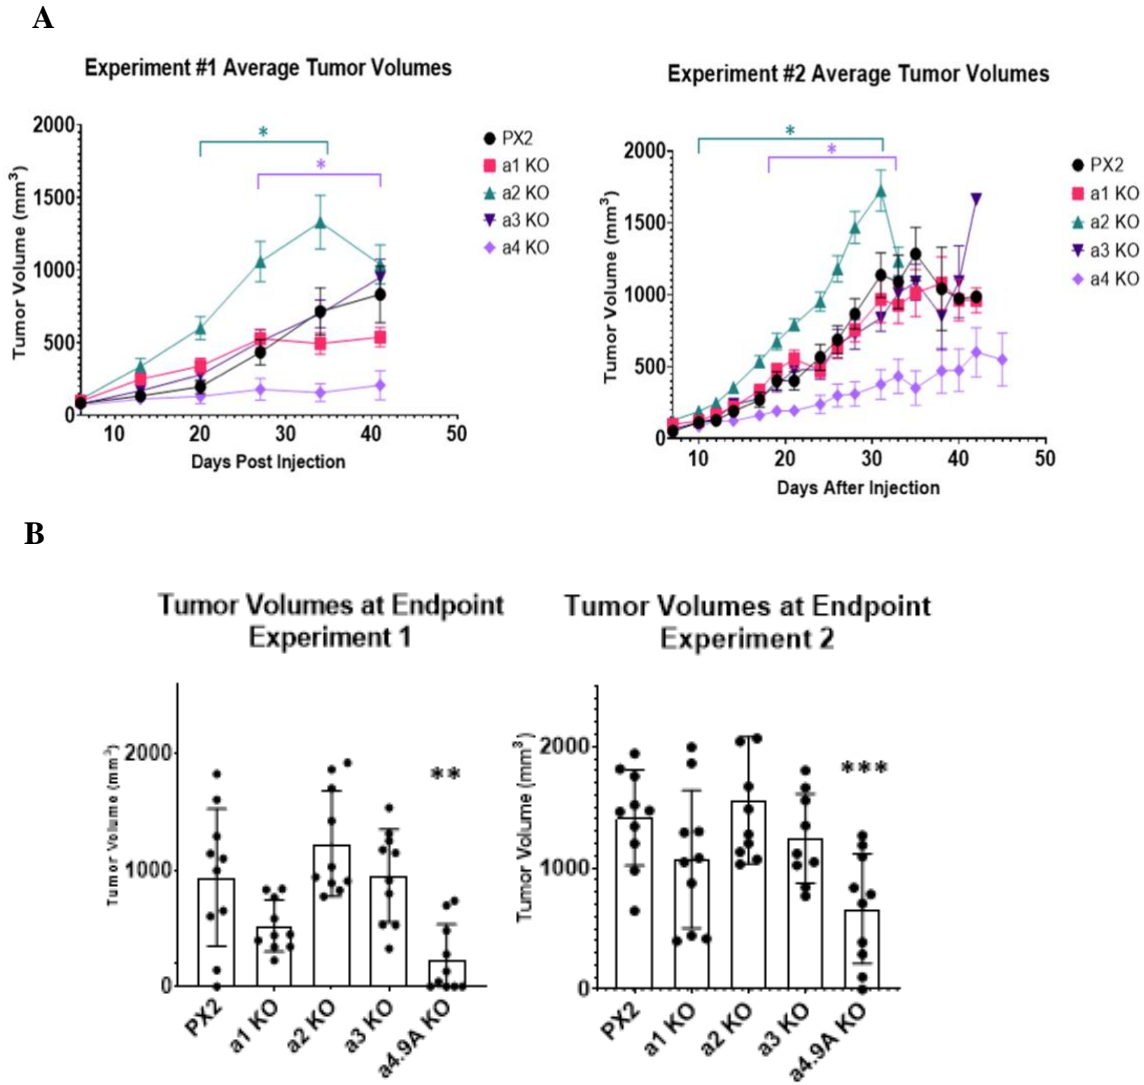 A
Experiment #1 Average Tumor Volumes
Tumor Volume (mm³)
2000
1500
1000
500
0
*
*
10 20 30 40 50
Days Post Injection
PX2
a1 KO
a2 KO
a3 KO
a4 KO
Experiment #2 Average Tumor Volumes
Tumor Volume (mm³)
2000
1500
1000
500
0
*
*
10 20 30 40 50
Days After Injection
PX2
a1 KO
a2 KO
a3 KO
a4 KO
B
Tumor Volumes at Endpoint
Experiment 1
Tumor Volume (mm³)
2000
1000
0
**
PX2
a1 KO
a2 KO
a3 KO
a4.9A KO
Tumor Volumes at Endpoint
Experiment 2
Tumor Volume (mm³)
2000
1000
0
***
PX2
a1 KO
a2 KO
a3 KO
a4.9A KO